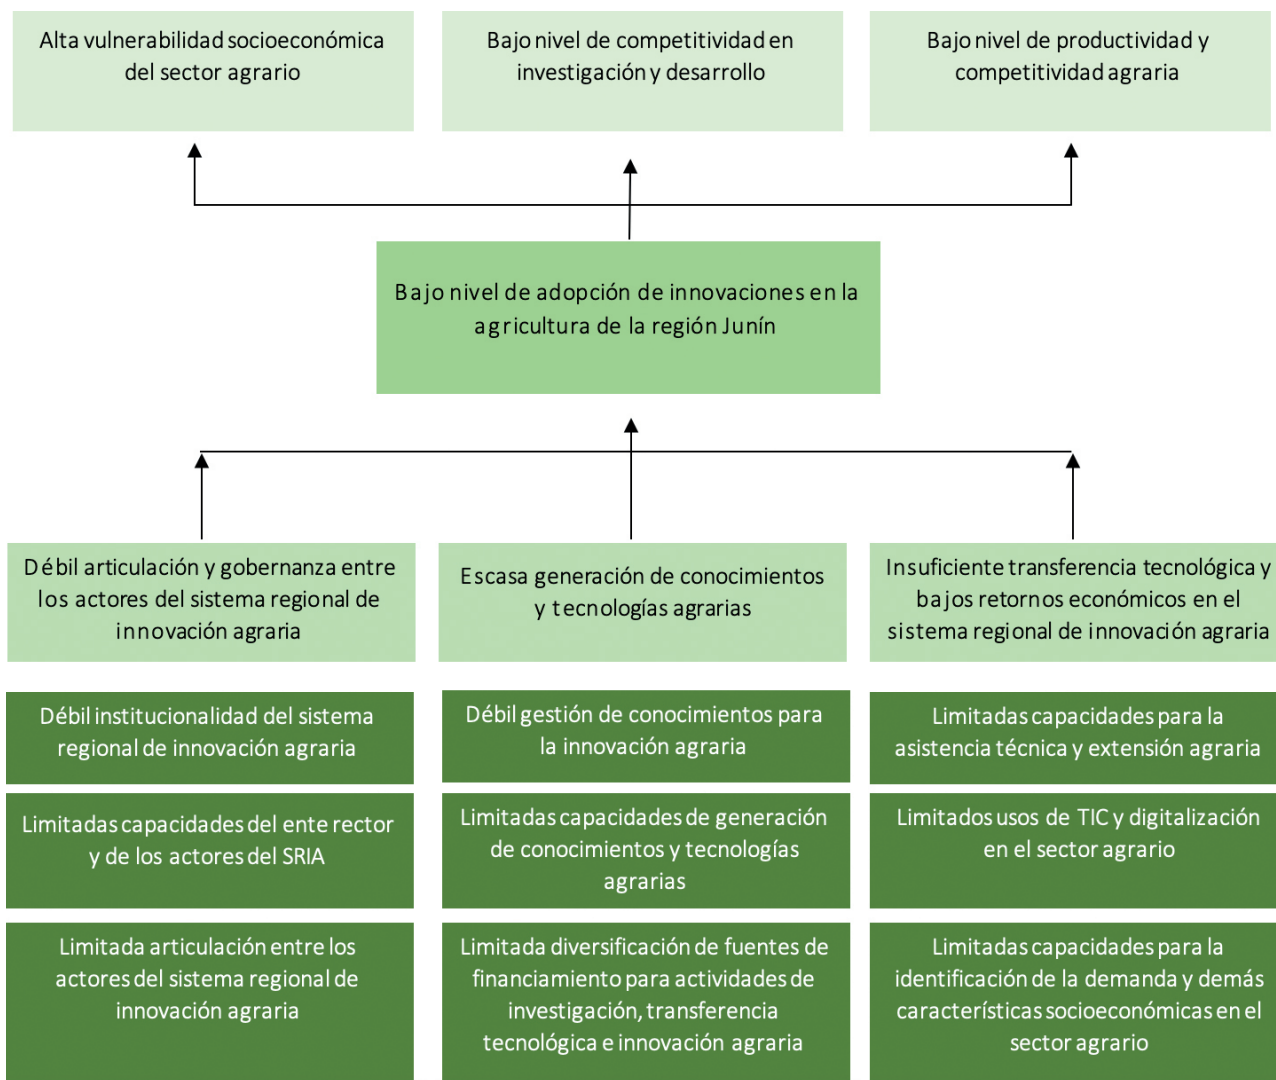 Alta vulnerabilidad socioeconómica
del sector agrario
Bajo nivel de competitividad en
investigación y desarrollo
Bajo nivel de productividad y
competitividad agraria
Bajo nivel de adopción de innovaciones en la
agricultura de la región Junín
Débil articulación y gobernanza entre
los actores del sistema regional de
innovación agraria
Escasa generación de conocimientos
y tecnologías agrarias
Insuficiente transferencia tecnológica y
bajos retornos económicos en el
sistema regional de innovación agraria
Débil institucionalidad del sistema
regional de innovación agraria
Débil gestión de conocimientos para
la innovación agraria
Limitadas capacidades para la
asistencia técnica y extensión agraria
Limitadas capacidades del ente rector
y de los actores del SRIA
Limitadas capacidades de generación
de conocimientos y tecnologías
agrarias
Limitados usos de TIC y digitalización
en el sector agrario
Limitada articulación entre los
actores del sistema regional de
innovación agraria
Limitada diversificación de fuentes de
financiamiento para actividades de
investigación, transferencia
tecnológica e innovación agraria
Limitadas capacidades para la
identificación de la demanda y demás
características socioeconómicas en el
sector agrario